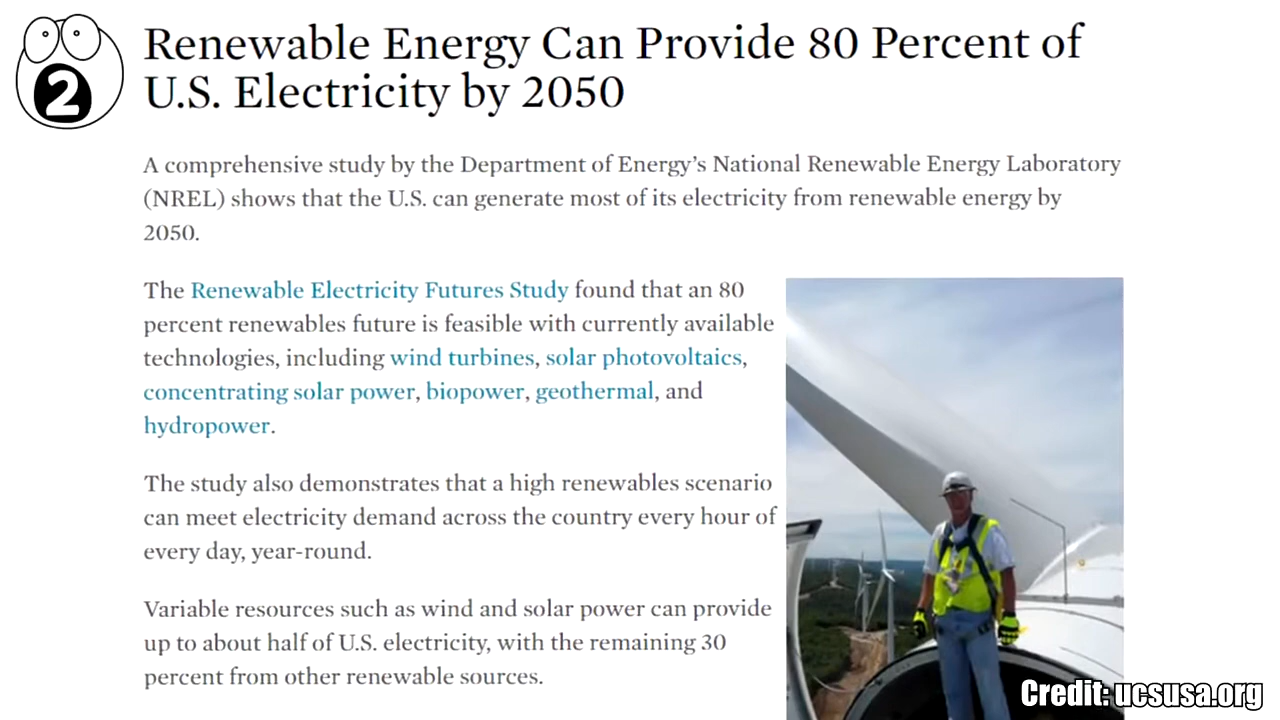 2
Renewable Energy Can Provide 80 Percent of
U.S. Electricity by 2050
A comprehensive study by the Department of Energy's National Renewable Energy Laboratory
(NREL) shows that the U.S. can generate most of its electricity from renewable energy by
2050.
The Renewable Electricity Futures Study found that an 80
percent renewables future is feasible with currently available
technologies, including wind turbines, solar photovoltaics,
concentrating solar power, biopower, geothermal, and
hydropower.
The study also demonstrates that a high renewables scenario
can meet electricity demand across the country every hour of
every day, year-round.
Variable resources such as wind and solar power can provide
up to about half of U.S. electricity, with the remaining 30
percent from other renewable sources.
Credit: ucsusa.org